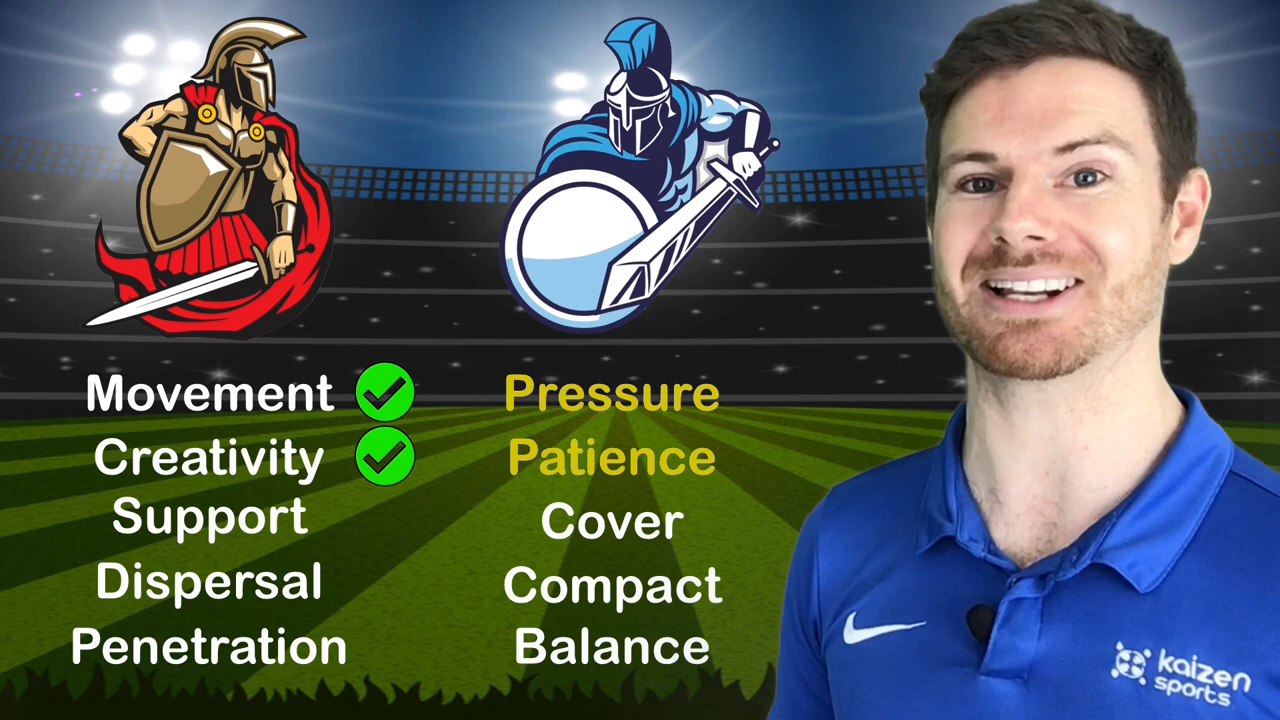 Movement
Creativity
Support
Dispersal
Penetration
Pressure
Patience
Cover
Compact
Balance
kaizen
sports